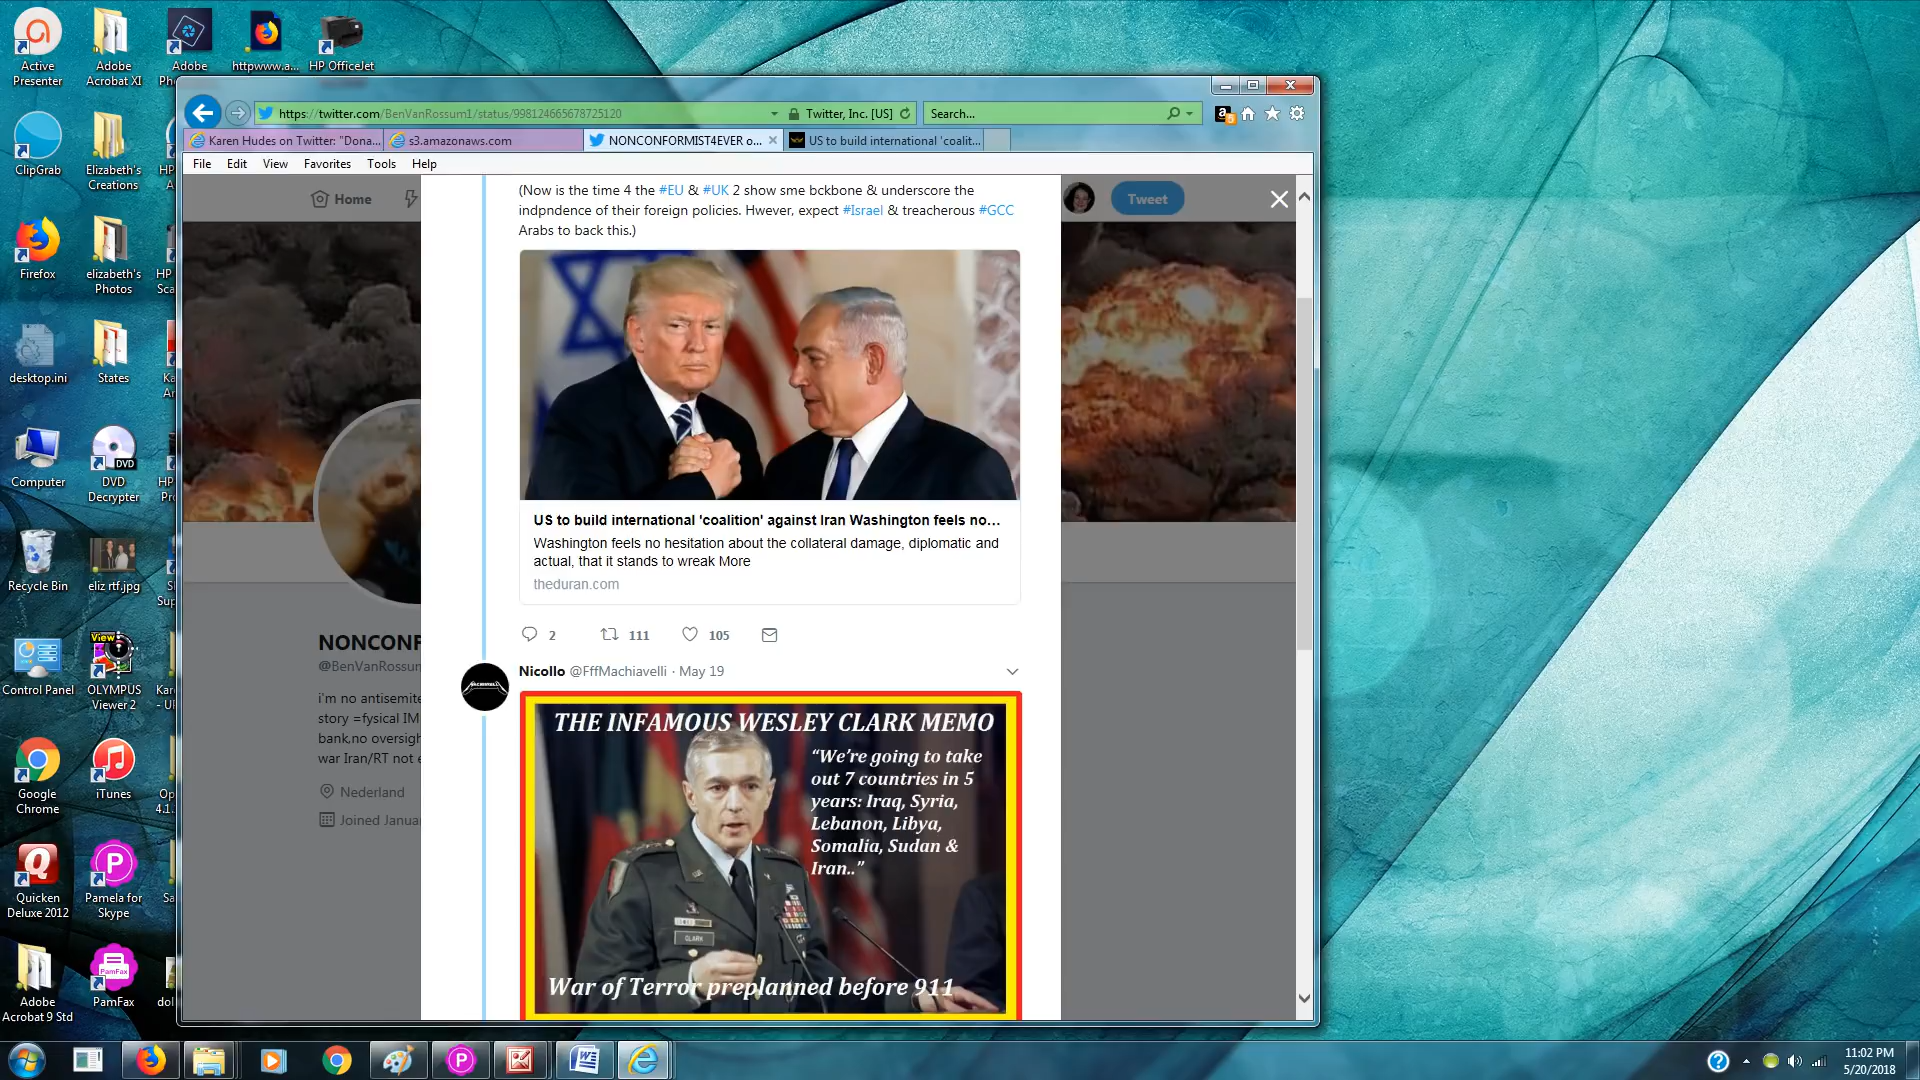 Active
Presenter
Adobe
Acrobat XI
Adobe
httpwww.a...
HP OfficeJet
ClipGrab
Elizabeth's
Creations
Firefox
elizabeth's
Photos
desktop.ini
States
Computer
DVD
DVD
Decrypter
Recycle Bin
eliz rtf.jpg
Control Panel
View
OLYMPUS
Viewer 2
Google
Chrome
iTunes
Quicken
Deluxe 2012
Pamela for
Skype
Adobe
Acrobat 9 Std
PamFax
PamFax
https://twitter.com/BenVanRossum1/status/998124665678725120
Twitter, Inc. [US]
Search...
Karen Hudes on Twitter: "Dona...
s3.amazonaws.com
NONCONFORMIST4EVER o...
US to build international 'coalit...
File Edit View Favorites Tools Help
Home
Tweet
(Now is the time 4 the #EU & #UK 2 show sme bckbone & underscore the
indpndence of their foreign policies. Hwever, expect #Israel & treacherous #GCC
Arabs to back this.)
US to build international 'coalition' against Iran Washington feels no...
Washington feels no hesitation about the collateral damage, diplomatic and
actual, that it stands to wreak More
theduran.com
2 111 105
NONCONF
@BenVanRossum
i'm no antisemite
story =fysical IM
bank,no oversigh
war Iran/RT not e
Nederland
Joined Janua
Nicollo @FffMachiavelli · May 19
THE INFAMOUS WESLEY CLARK MEMO
"We're going to take
out 7 countries in 5
years: Iraq, Syria,
Lebanon, Libya,
Somalia, Sudan &
Iran.."
CLARK
War of Terror preplanned before 911
11:02 PM
5/20/2018